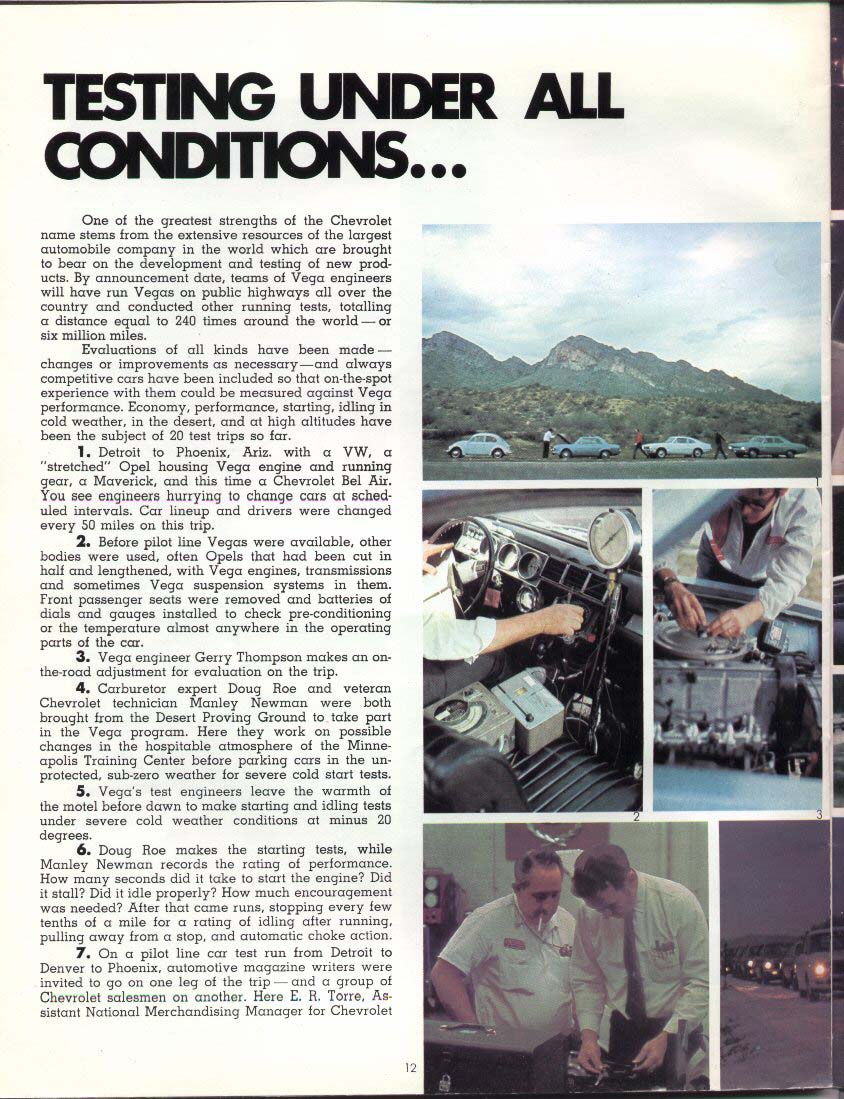 TESTING UNDER ALL
CONDITIONS...
One of the greatest strengths of the Chevrolet
name stems from the extensive resources of the largest
automobile company in the world which are brought
to bear on the development and testing of new prod-
ucts. By announcement date, teams of Vega engineers
will have run Vegas on public highways all over the
country and conducted other running tests, totalling
a distance equal to 240 times around the world — or
six million miles.
Evaluations of all kinds have been made —
changes or improvements as necessary — and always
competitive cars have been included so that on-the-spot
experience with them could be measured against Vega
performance. Economy, performance, starting, idling in
cold weather, in the desert, and at high altitudes have
been the subject of 20 test trips so far.
1. Detroit to Phoenix, Ariz. with a VW, a
"stretched" Opel housing Vega engine and running
gear, a Maverick, and this time a Chevrolet Bel Air.
You see engineers hurrying to change cars at sched-
uled intervals. Car lineup and drivers were changed
every 50 miles on this trip.
2. Before pilot line Vegas were available, other
bodies were used, often Opels that had been cut in
half and lengthened, with Vega engines, transmissions
and sometimes Vega suspension systems in them.
Front passenger seats were removed and batteries of
dials and gauges installed to check pre-conditioning
or the temperature almost anywhere in the operating
parts of the car.
3. Vega engineer Gerry Thompson makes an on-
the-road adjustment for evaluation on the trip.
4. Carburetor expert Doug Roe and veteran
Chevrolet technician Manley Newman were both
brought from the Desert Proving Ground to take part
in the Vega program. Here they work on possible
changes in the hospitable atmosphere of the Minne-
apolis Training Center before parking cars in the un-
protected, sub-zero weather for severe cold start tests.
5. Vega's test engineers leave the warmth of
the motel before dawn to make starting and idling tests
under severe cold weather conditions at minus 20
degrees.
6. Doug Roe makes the starting tests, while
Manley Newman records the rating of performance.
How many seconds did it take to start the engine? Did
it stall? Did it idle properly? How much encouragement
was needed? After that came runs, stopping every few
tenths of a mile for a rating of idling after running,
pulling away from a stop, and automatic choke action.
7. On a pilot line car test run from Detroit to
Denver to Phoenix, automotive magazine writers were
invited to go on one leg of the trip — and a group of
Chevrolet salesmen on another. Here E. R. Torre, As-
sistant National Merchandising Manager for Chevrolet
1
2
3
12